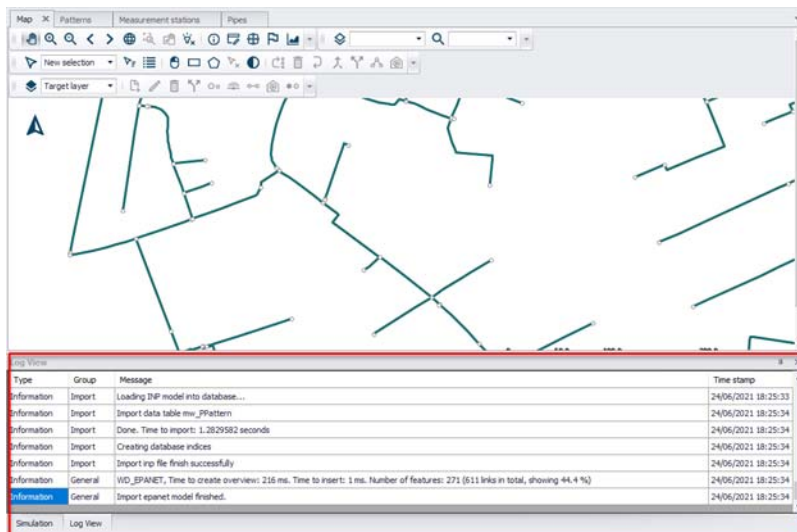 Map Patterns Measurement stations Pipes
New selection
Target layer
Log View
Type Group Message Time stamp
Information Import Loading INP model into database... 24/06/2021 18:25:33
Information Import Import data table mw_PPattern 24/06/2021 18:25:34
Information Import Done. Time to import: 1.2829582 seconds 24/06/2021 18:25:34
Information Import Creating database indices 24/06/2021 18:25:34
Information Import Import inp file finish successfully 24/06/2021 18:25:34
Information General WD_EPANET, Time to create overview: 216 ms. Time to insert: 1 ms. Number of features: 271 (611 links in total, showing 44.4 %) 24/06/2021 18:25:34
Information General Import epanet model finished. 24/06/2021 18:25:34
Simulation Log View